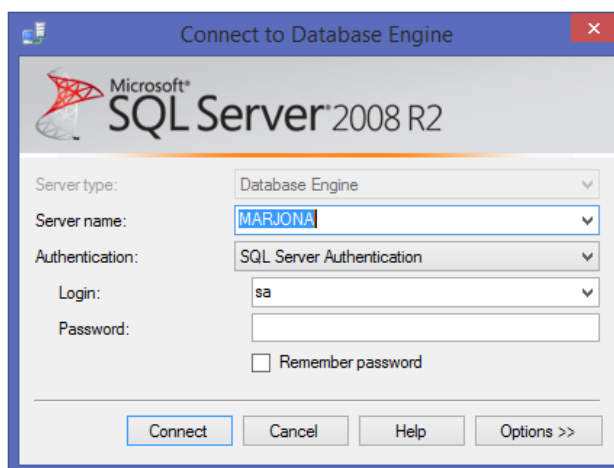 Connect to Database Engine
Microsoft®
SQL Server® 2008 R2
Server type: Database Engine
Server name: MARJONA
Authentication: SQL Server Authentication
Login: sa
Password:
Remember password
Connect Cancel Help Options >>